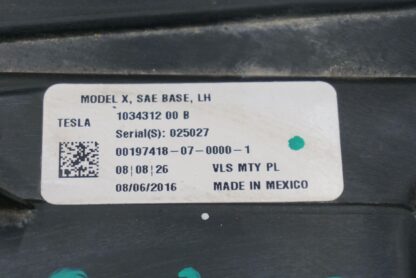 MODEL X, SAE BASE, LH
TESLA 1034312 00 B
Serial(S): 025027
00197418-07-0000-1
08|08|26 VLS MTY PL
08/06/2016 MADE IN MEXICO